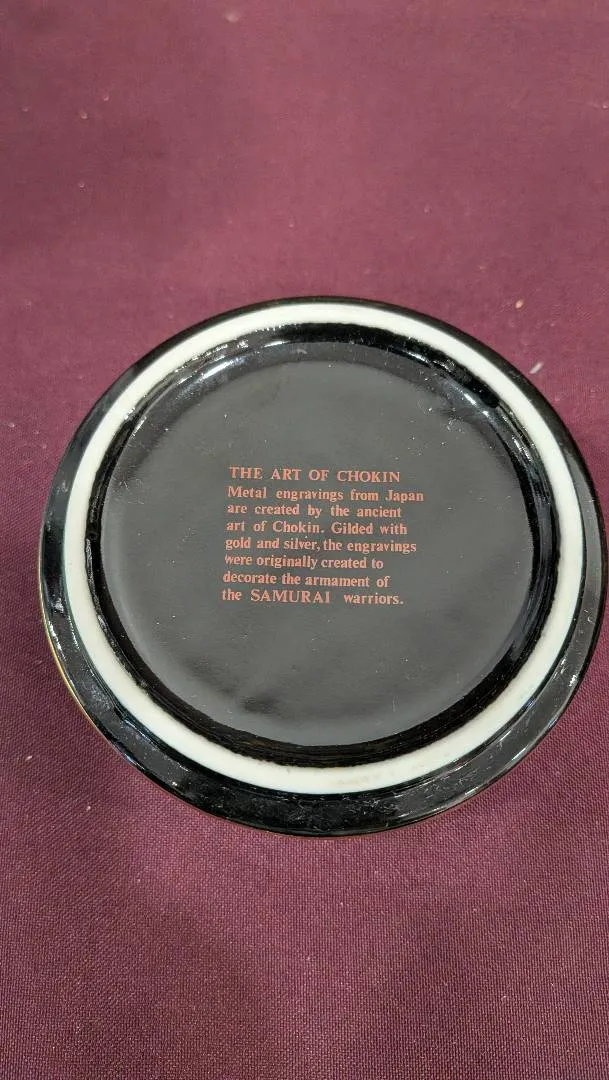 THE ART OF CHOKIN
Metal engravings from Japan
are created by the ancient
art of Chokin. Gilded with
gold and silver, the engravings
were originally created to
decorate the armament of
the SAMURAI warriors.